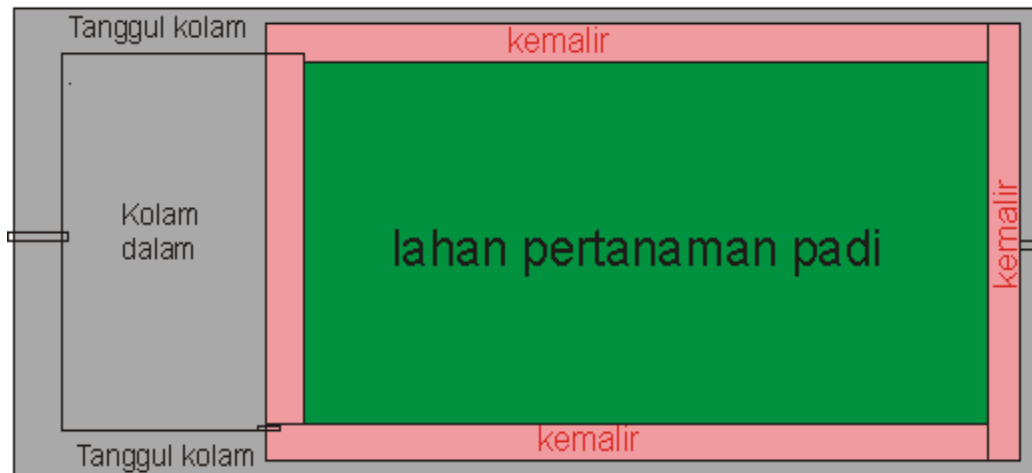 Tanggul kolam
kemalir
Kolam
dalam
lahan pertanaman padi
kemalir
kemalir
Tanggul kolam